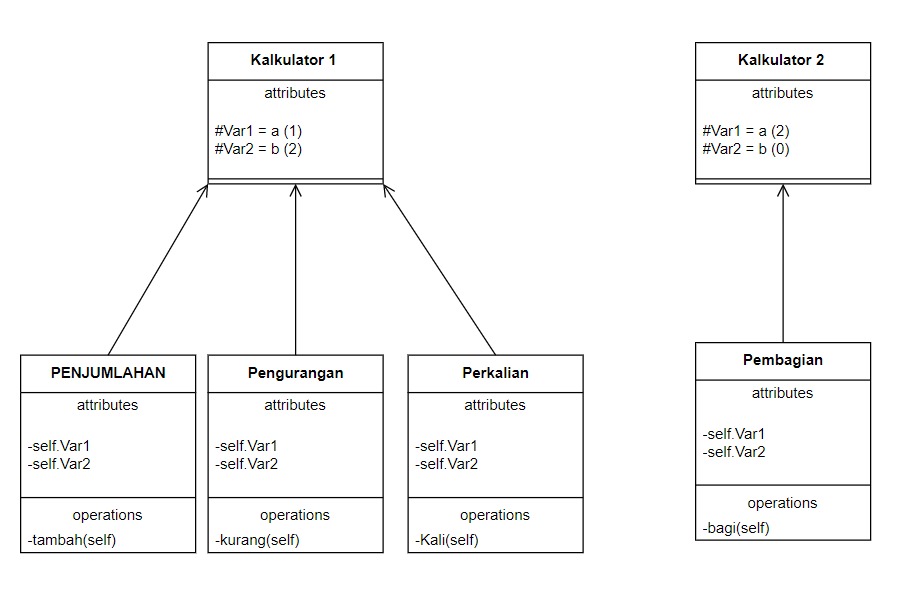 Kalkulator 1
attributes
#Var1 = a (1)
#Var2 = b (2)
Kalkulator 2
attributes
#Var1 = a (2)
#Var2 = b (0)
PENJUMLAHAN
attributes
-self.Var1
-self.Var2
operations
-tambah(self)
Pengurangan
attributes
-self.Var1
-self.Var2
operations
-kurang(self)
Perkalian
attributes
-self.Var1
-self.Var2
operations
-Kali(self)
Pembagian
attributes
-self.Var1
-self.Var2
operations
-bagi(self)